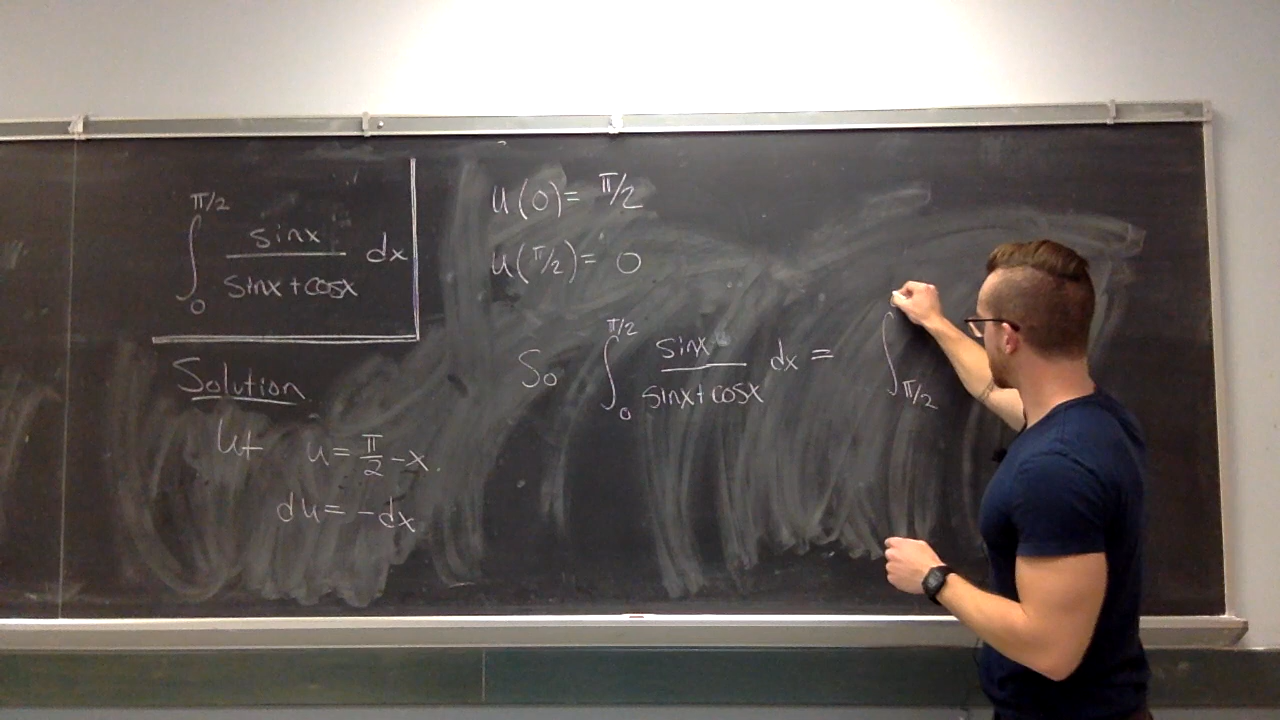 ∫₀^π/2 sinx / (sinx + cosx) dx
Solution
Let u = π/2 - x.
du = -dx
u(0) = π/2
u(π/2) = 0
So ∫₀^π/2 sinx / (sinx + cosx) dx = ∫_π/2